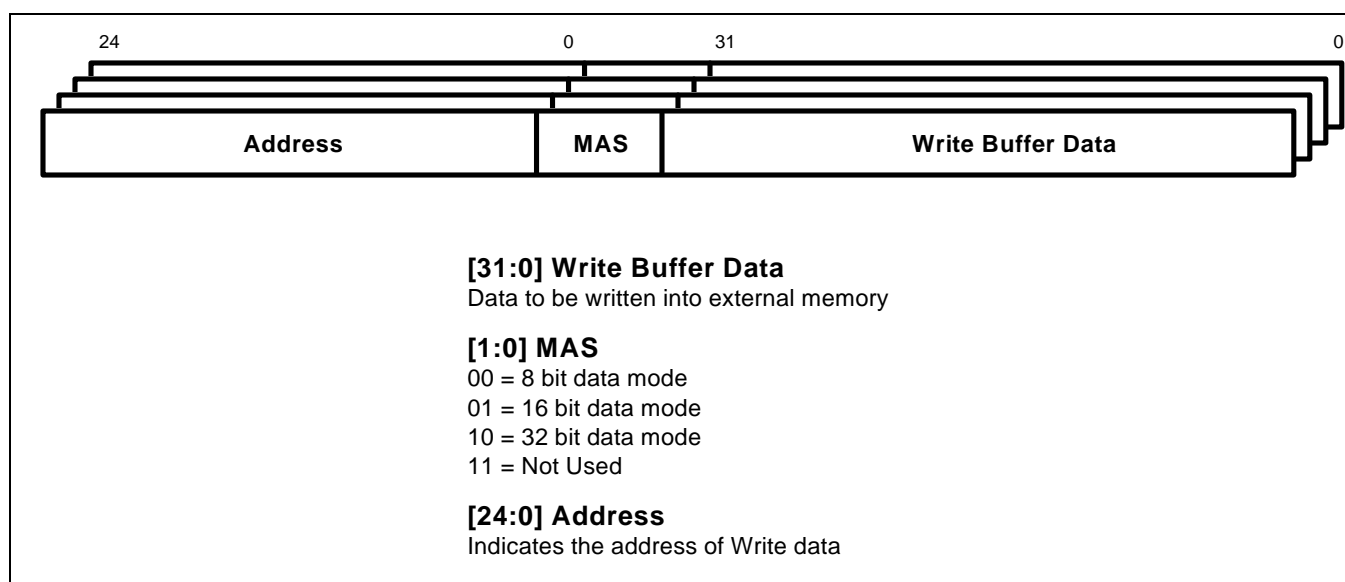 24 0 31 0
Address MAS Write Buffer Data
[31:0] Write Buffer Data
Data to be written into external memory
[1:0] MAS
00 = 8 bit data mode
01 = 16 bit data mode
10 = 32 bit data mode
11 = Not Used
[24:0] Address
Indicates the address of Write data